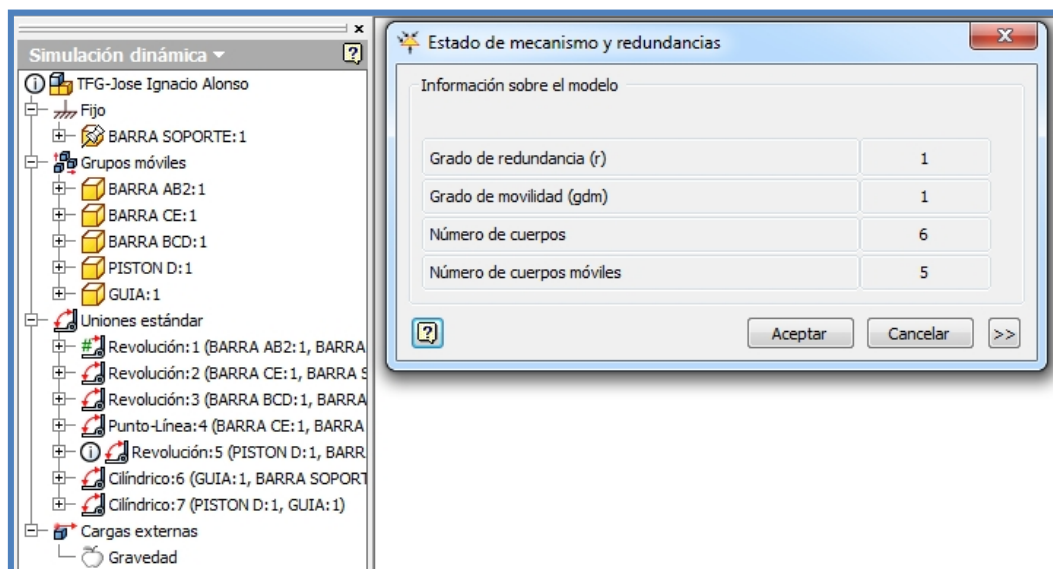 Simulación dinámica
TFG-Jose Ignacio Alonso
Fijo
BARRA SOPORTE:1
Grupos móviles
BARRA AB2:1
BARRA CE:1
BARRA BCD:1
PISTON D:1
GUIA:1
Uniones estándar
Revolución:1 (BARRA AB2:1, BARRA
Revolución:2 (BARRA CE:1, BARRA S
Revolución:3 (BARRA BCD:1, BARRA
Punto-Línea:4 (BARRA CE:1, BARRA
Revolución:5 (PISTON D:1, BARR
Cilíndrico:6 (GUIA:1, BARRA SOPORT
Cilíndrico:7 (PISTON D:1, GUIA:1)
Cargas externas
Gravedad
Estado de mecanismo y redundancias
Información sobre el modelo
Grado de redundancia (r) 1
Grado de movilidad (gdm) 1
Número de cuerpos 6
Número de cuerpos móviles 5
Aceptar Cancelar >>